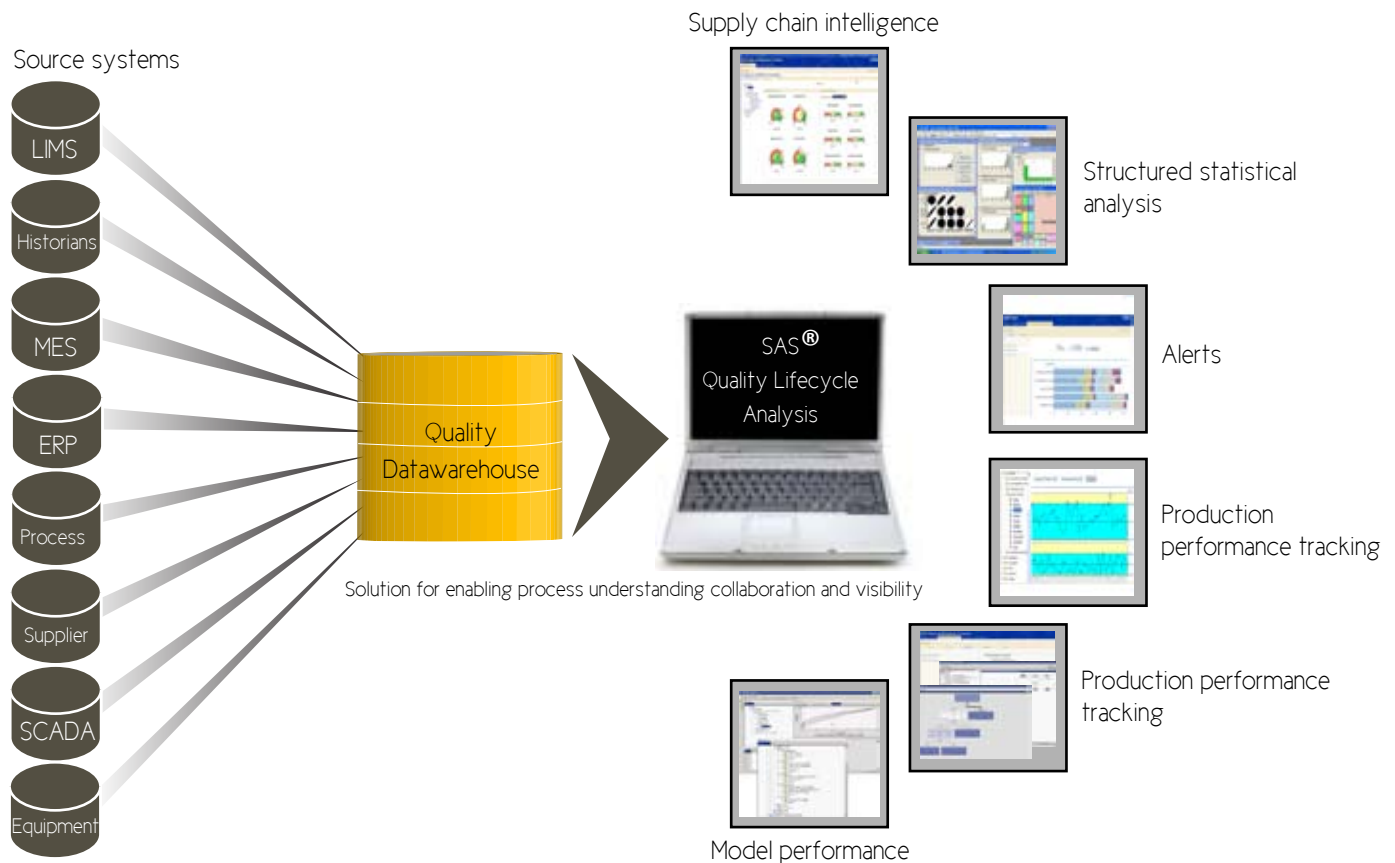 Supply chain intelligence
Source systems
LIMS
Historians
MES
ERP
Process
Supplier
SCADA
Equipment
Quality
Datawarehouse
SAS®
Quality Lifecycle
Analysis
Solution for enabling process understanding collaboration and visibility
Structured statistical
analysis
Alerts
Production
performance tracking
Production performance
tracking
Model performance